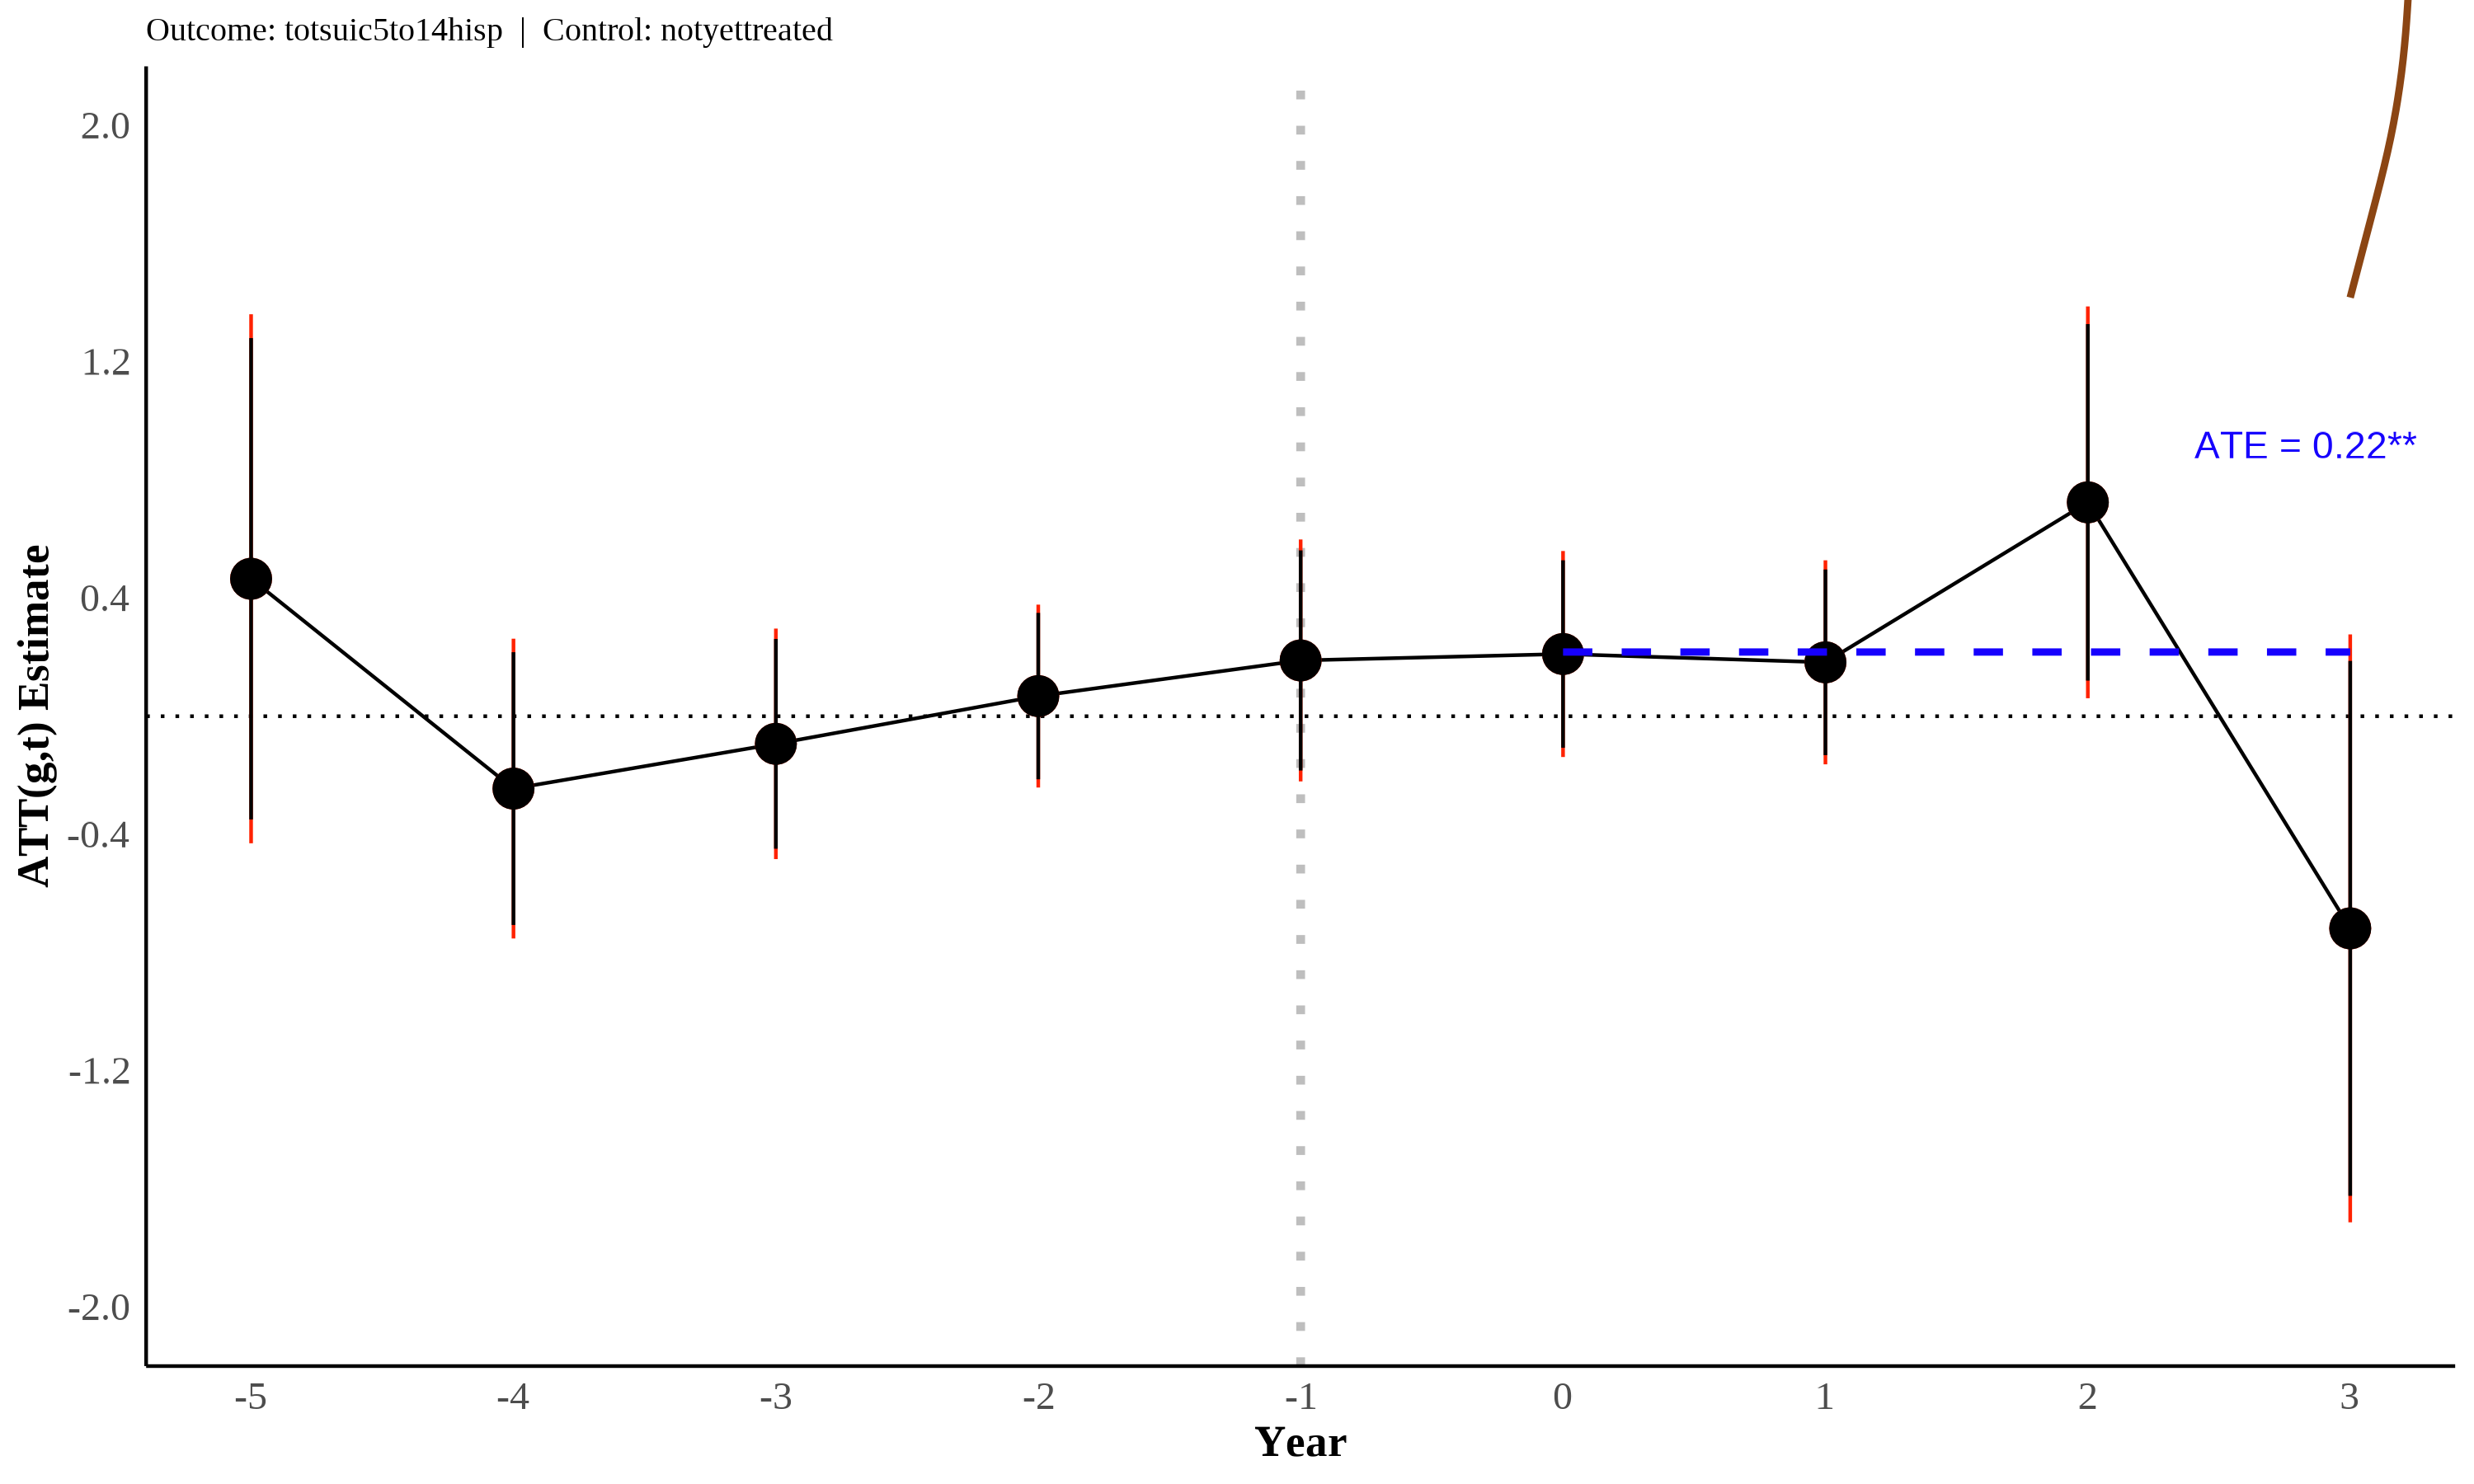 Outcome: totsuic5to14hisp | Control: notyettreated
2.0
1.2
0.4
-0.4
-1.2
-2.0
ATT(g,t) Estimate
ATE = 0.22**
-5 -4 -3 -2 -1 0 1 2 3
Year